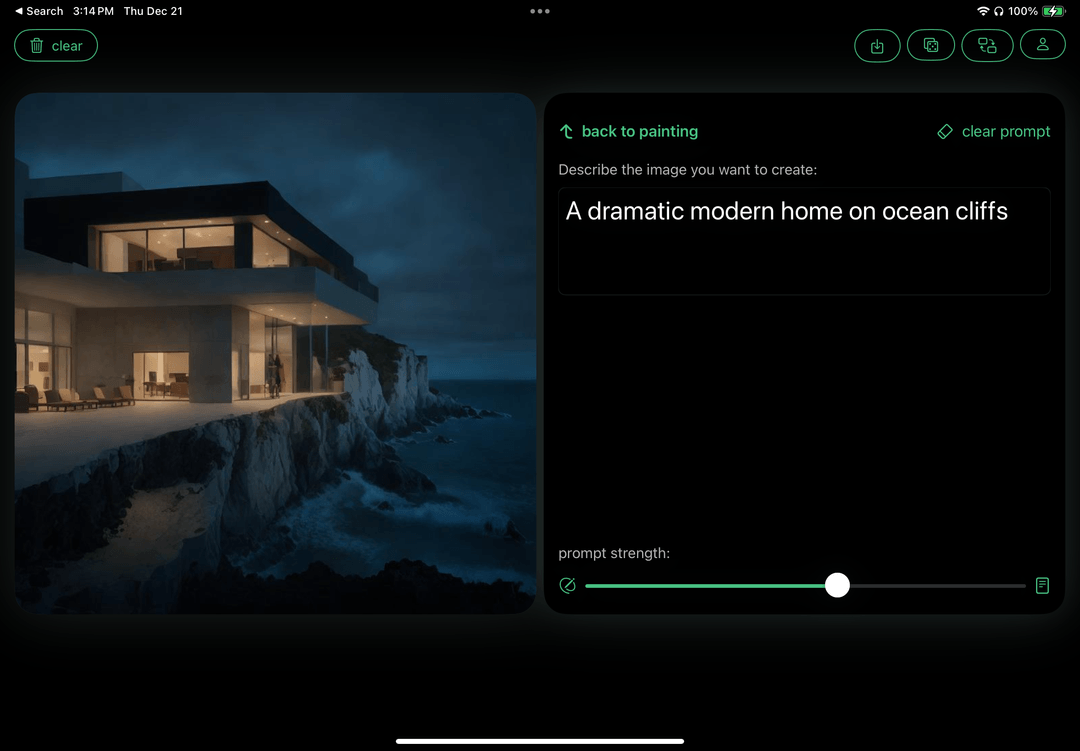 ◀ Search 3:14 PM Thu Dec 21
100%
clear
back to painting
clear prompt
Describe the image you want to create:
A dramatic modern home on ocean cliffs
prompt strength: